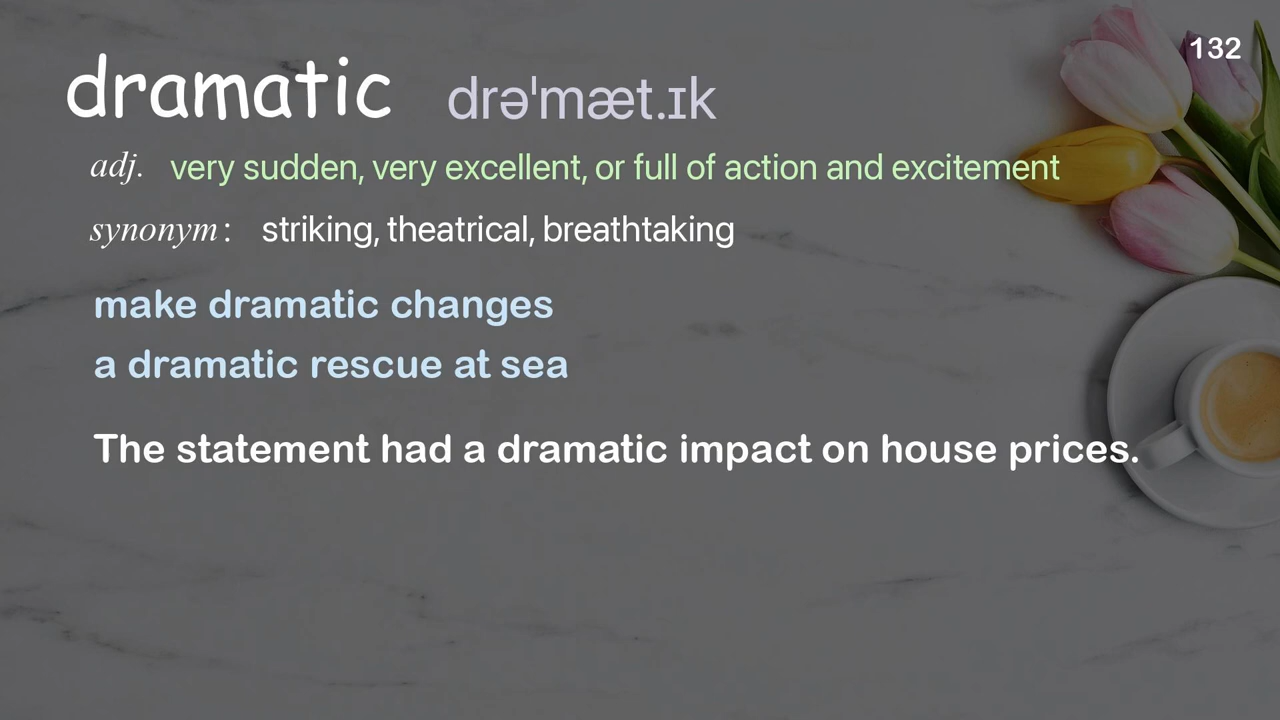 132
dramatic drəˈmæt.ɪk
adj. very sudden, very excellent, or full of action and excitement
synonym: striking, theatrical, breathtaking
make dramatic changes
a dramatic rescue at sea
The statement had a dramatic impact on house prices.